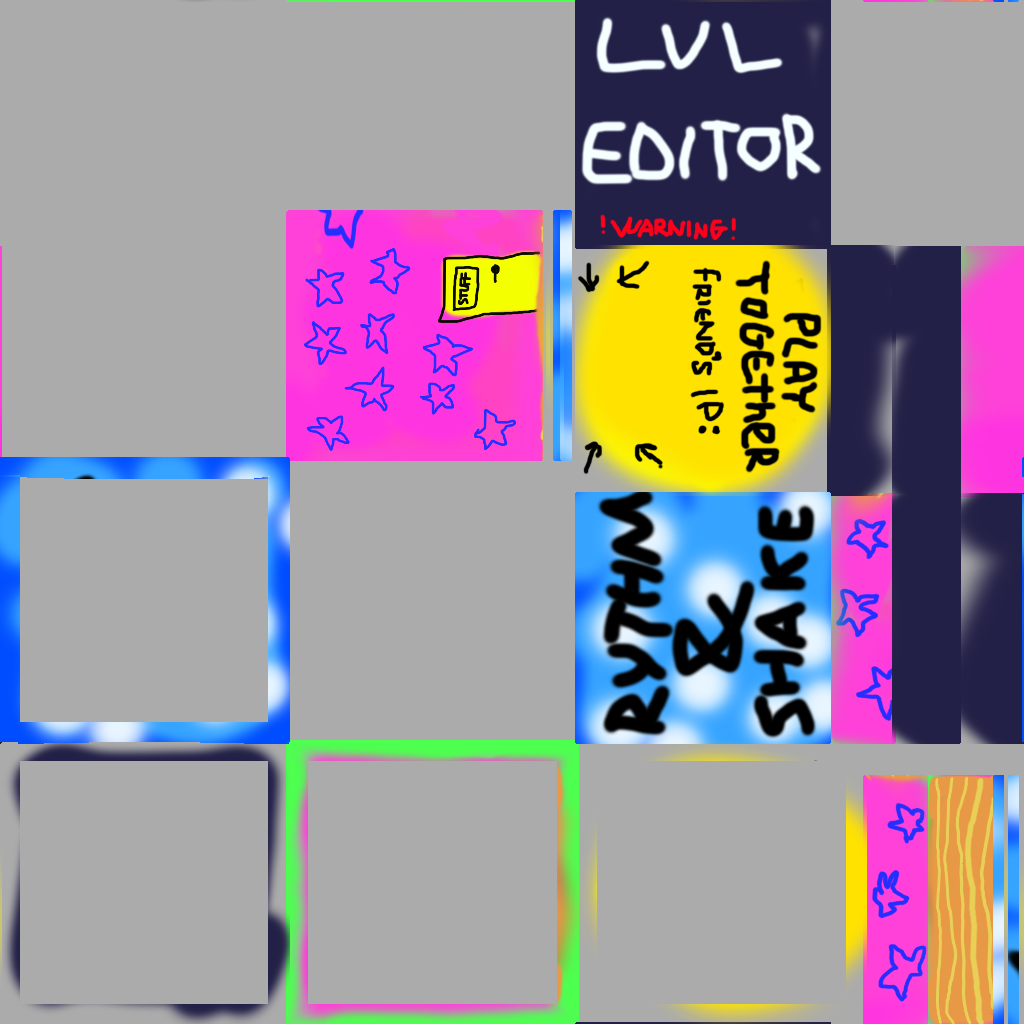 LVL
EDITOR
!WARNING!
STUFF
PLAY
TOGETHER
FRIEND'S ID:
RYTHM
&
SHAKE